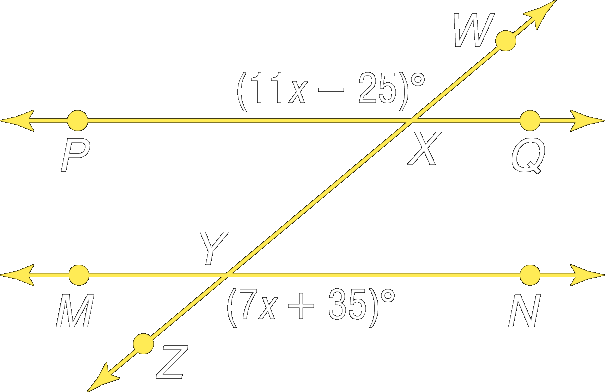 W
(11x − 25)°
P
X
Q
Y
(7x + 35)°
M
N
Z